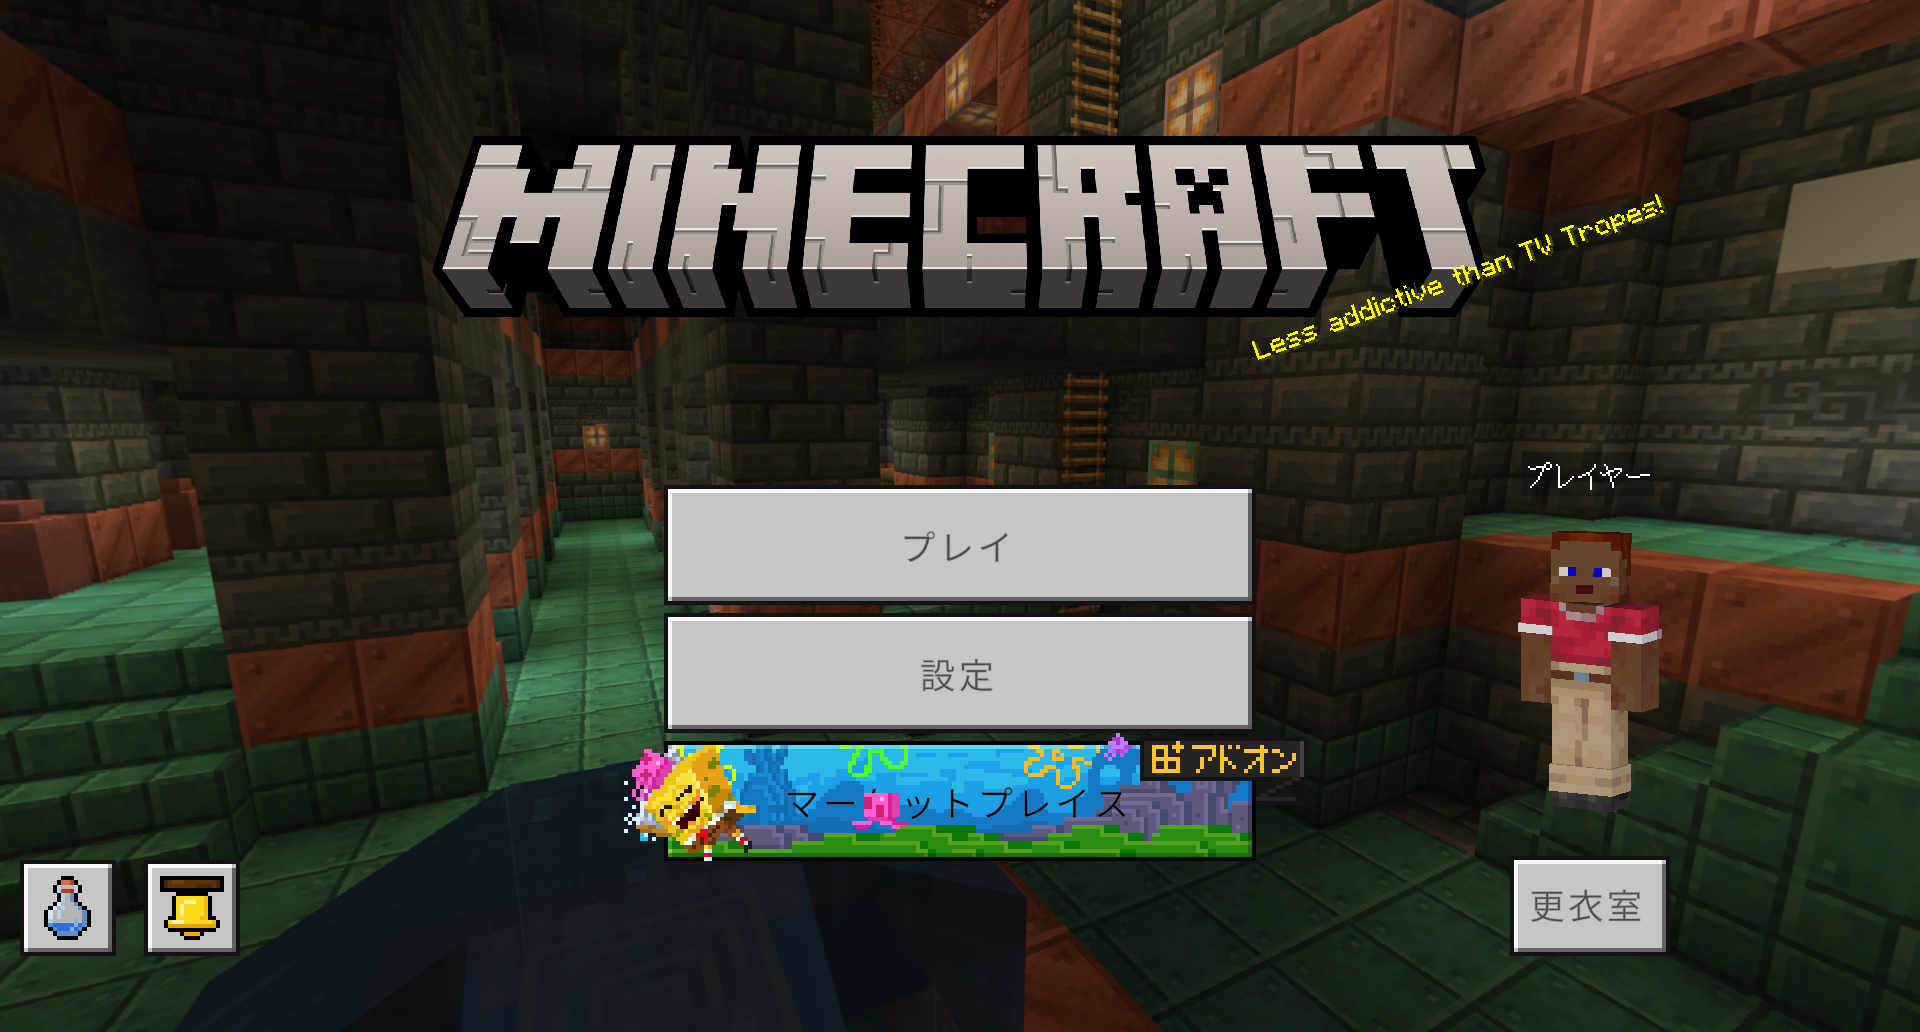 MINECRAFT
Less addictive than TV Tropes!
プレイヤー
プレイ
設定
アドオン
マーケットプレイス
更衣室